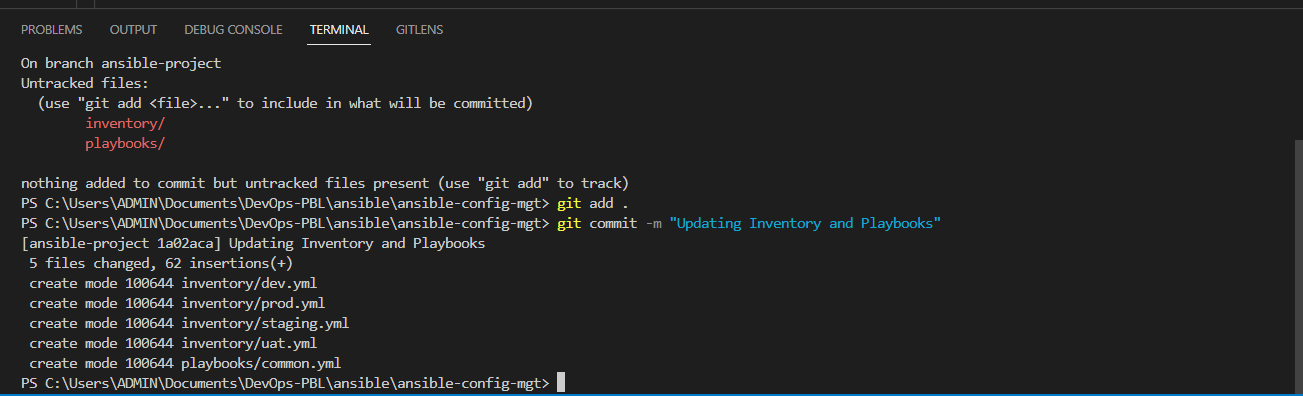 PROBLEMS OUTPUT DEBUG CONSOLE TERMINAL GITLENS
On branch ansible-project
Untracked files:
(use "git add <file>..." to include in what will be committed)
inventory/
playbooks/
nothing added to commit but untracked files present (use "git add" to track)
PS C:\Users\ADMIN\Documents\DevOps-PBL\ansible\ansible-config-mgt> git add .
PS C:\Users\ADMIN\Documents\DevOps-PBL\ansible\ansible-config-mgt> git commit -m "Updating Inventory and Playbooks"
[ansible-project 1a02aca] Updating Inventory and Playbooks
5 files changed, 62 insertions(+)
create mode 100644 inventory/dev.yml
create mode 100644 inventory/prod.yml
create mode 100644 inventory/staging.yml
create mode 100644 inventory/uat.yml
create mode 100644 playbooks/common.yml
PS C:\Users\ADMIN\Documents\DevOps-PBL\ansible\ansible-config-mgt>